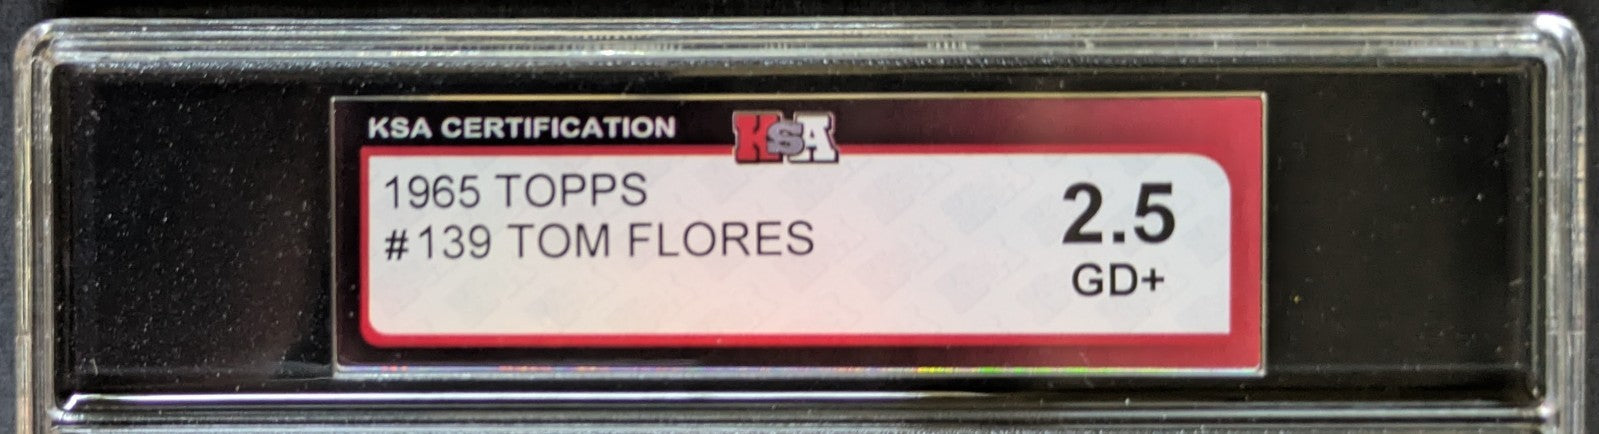 KSA CERTIFICATION
KSA
1965 TOPPS
#139 TOM FLORES
2.5
GD+